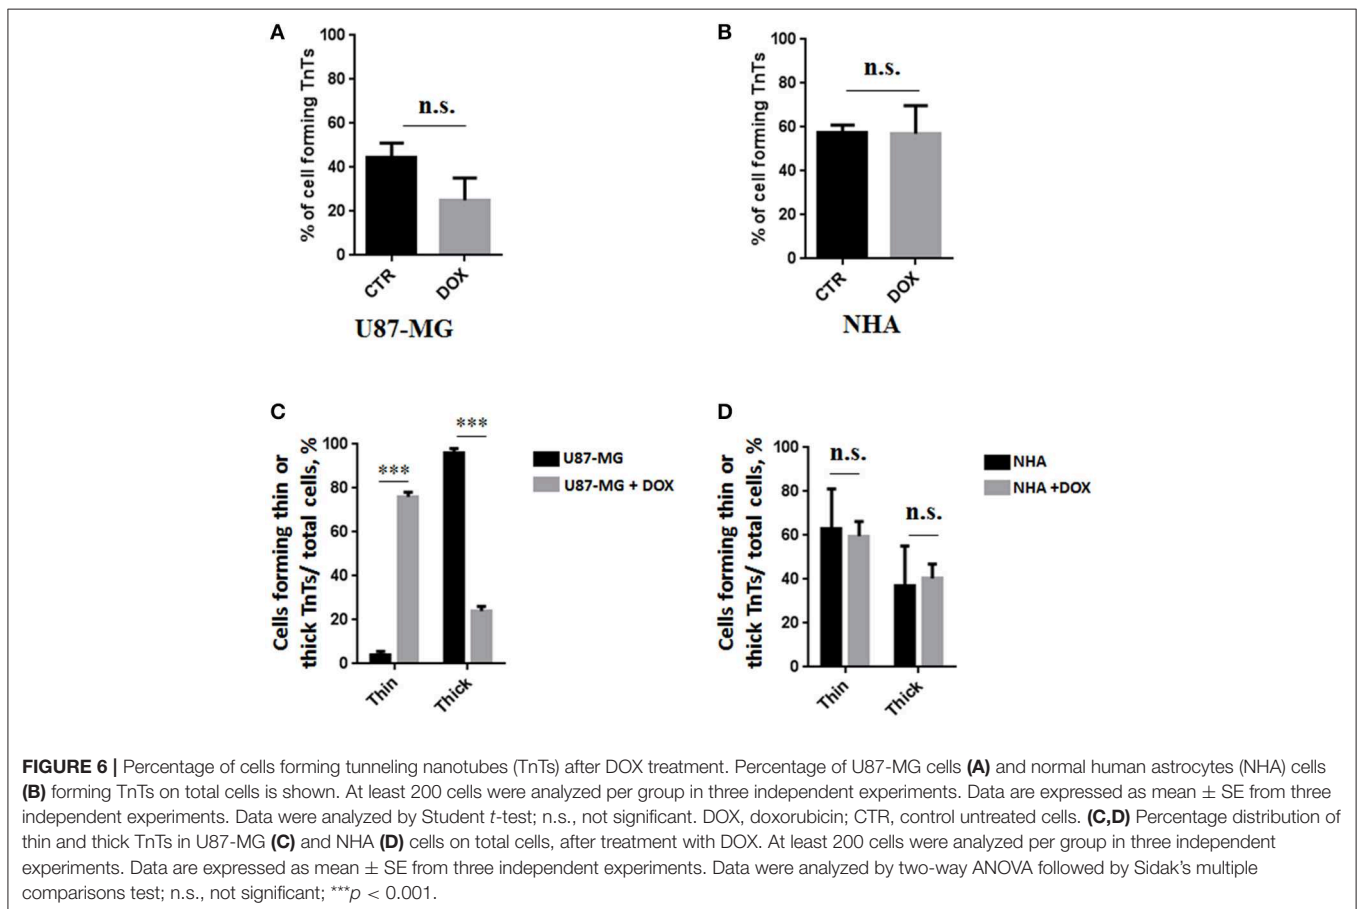 A
% of cell forming TnTs
100
80
60
40
20
0
n.s.
CTR
DOX
U87-MG
B
% of cell forming TnTs
100
80
60
40
20
0
n.s.
CTR
DOX
NHA
C
Cells forming thin or
thick TnTs/ total cells, %
100
80
60
40
20
0
***
***
Thin
Thick
U87-MG
U87-MG + DOX
D
Cells forming thin or
thick TnTs/ total cells, %
100
80
60
40
20
0
n.s.
n.s.
Thin
Thick
NHA
NHA +DOX
FIGURE 6 | Percentage of cells forming tunneling nanotubes (TnTs) after DOX treatment. Percentage of U87-MG cells (A) and normal human astrocytes (NHA) cells
(B) forming TnTs on total cells is shown. At least 200 cells were analyzed per group in three independent experiments. Data are expressed as mean ± SE from three
independent experiments. Data were analyzed by Student t-test; n.s., not significant. DOX, doxorubicin; CTR, control untreated cells. (C,D) Percentage distribution of
thin and thick TnTs in U87-MG (C) and NHA (D) cells on total cells, after treatment with DOX. At least 200 cells were analyzed per group in three independent
experiments. Data are expressed as mean ± SE from three independent experiments. Data were analyzed by two-way ANOVA followed by Sidak's multiple
comparisons test; n.s., not significant; ***p < 0.001.